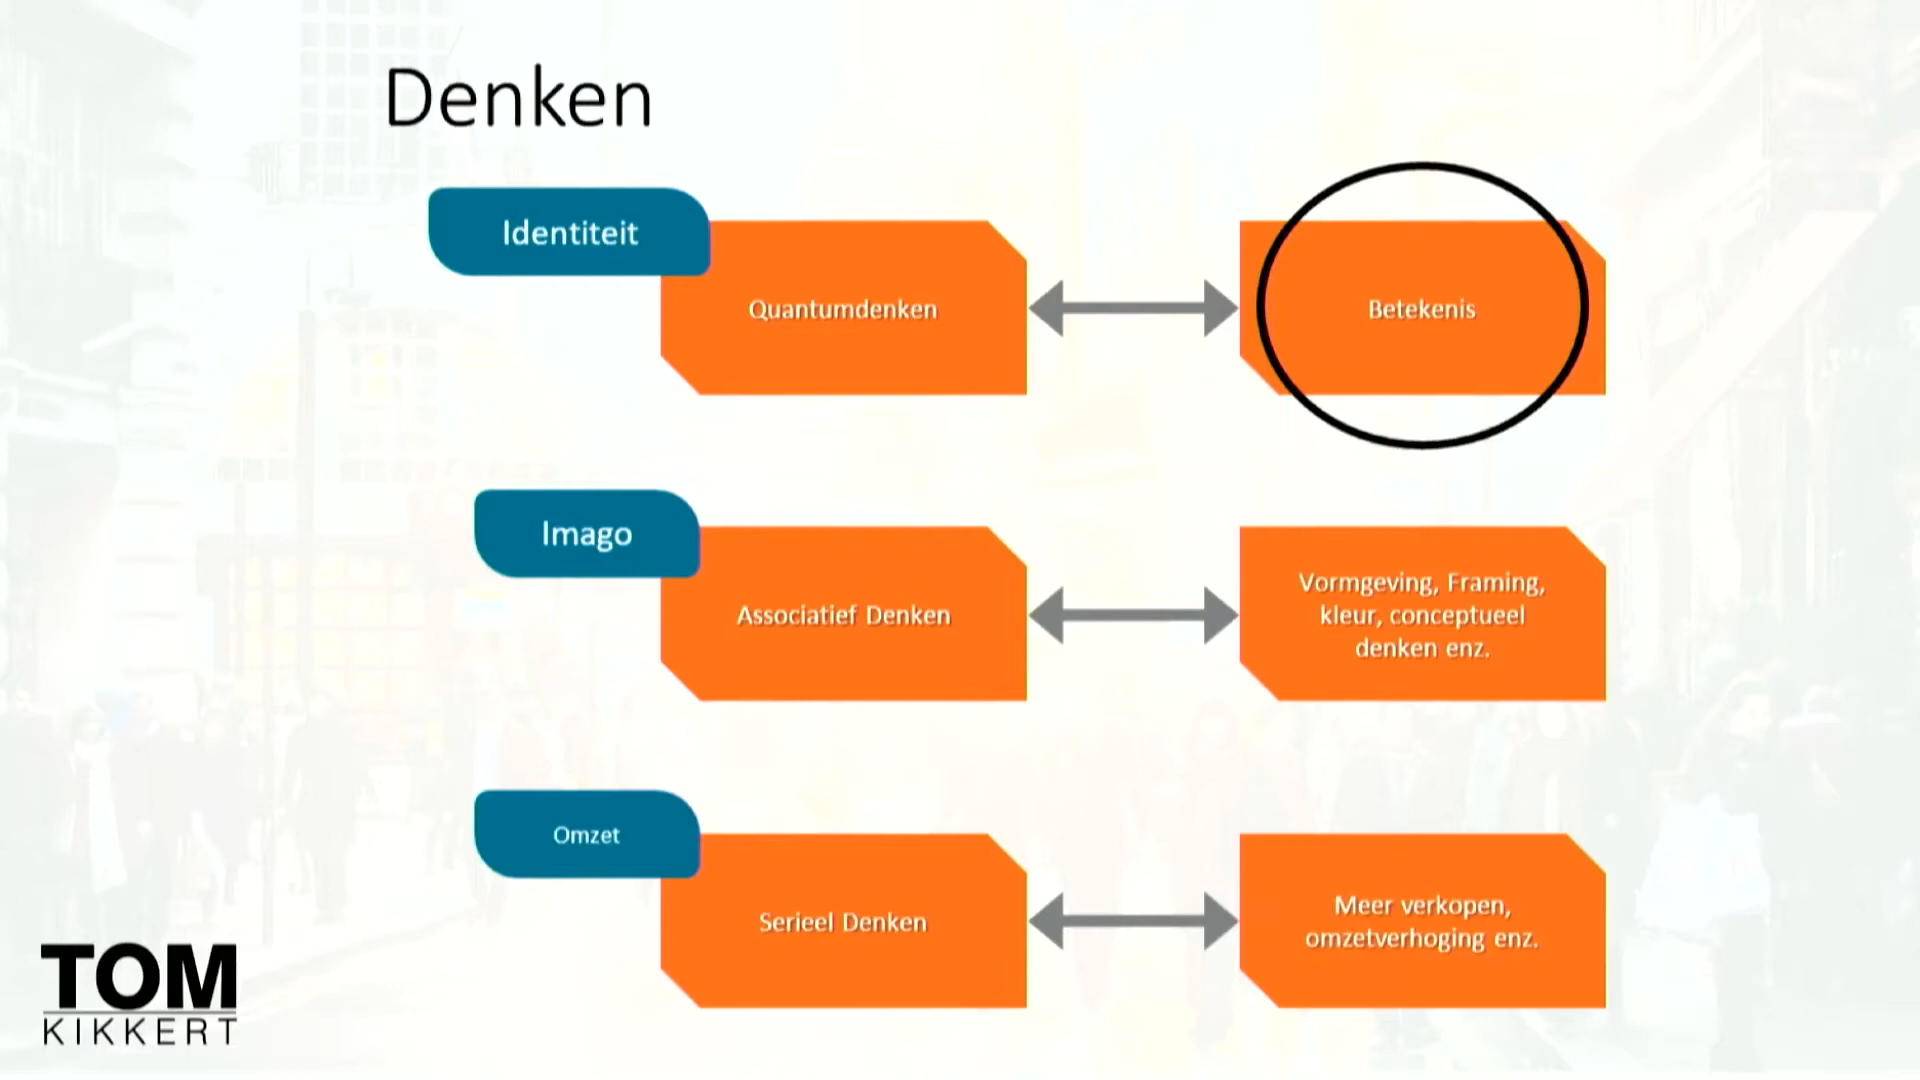 Denken
Identiteit
Quantumdenken
Betekenis
Imago
Associatief Denken
Vormgeving, Framing,
kleur, conceptueel
denken enz.
Omzet
Serieel Denken
Meer verkopen,
omzetverhoging enz.
TOM
KIKKERT